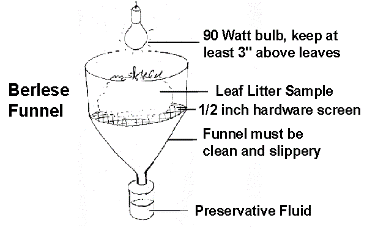 90 Watt bulb, keep at
least 3" above leaves
Berlese
Funnel
Leaf Litter Sample
1/2 inch hardware screen
Funnel must be
clean and slippery
Preservative Fluid